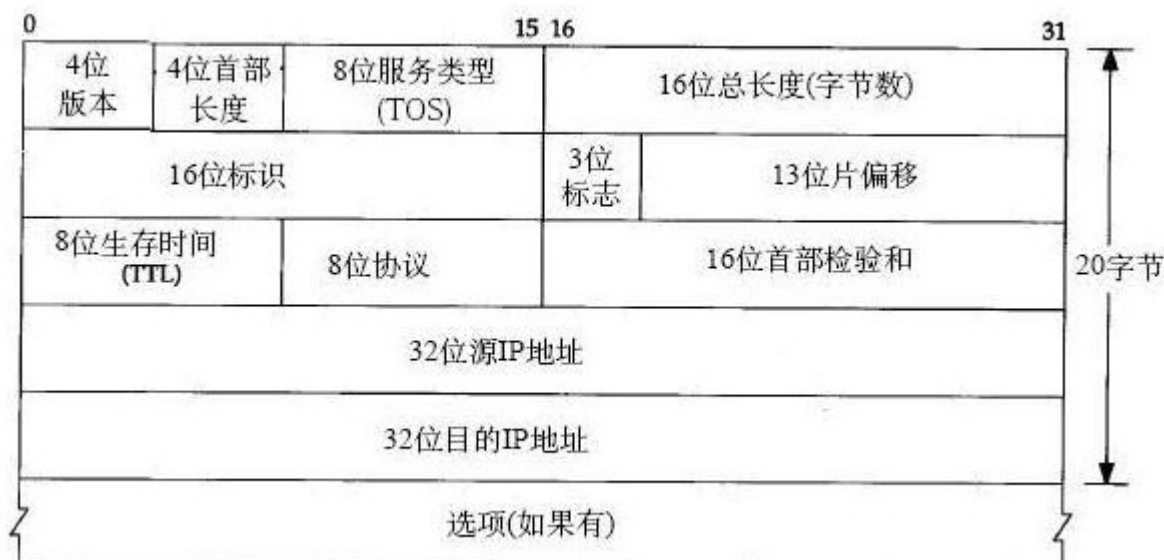 0 15 16 31
4位 4位首部 8位服务类型 16位总长度(字节数)
版本 长度 (TOS)
16位标识 3位 13位片偏移
标志
8位生存时间 8位协议 16位首部检验和 20字节
(TTL)
32位源IP地址
32位目的IP地址
选项(如果有)